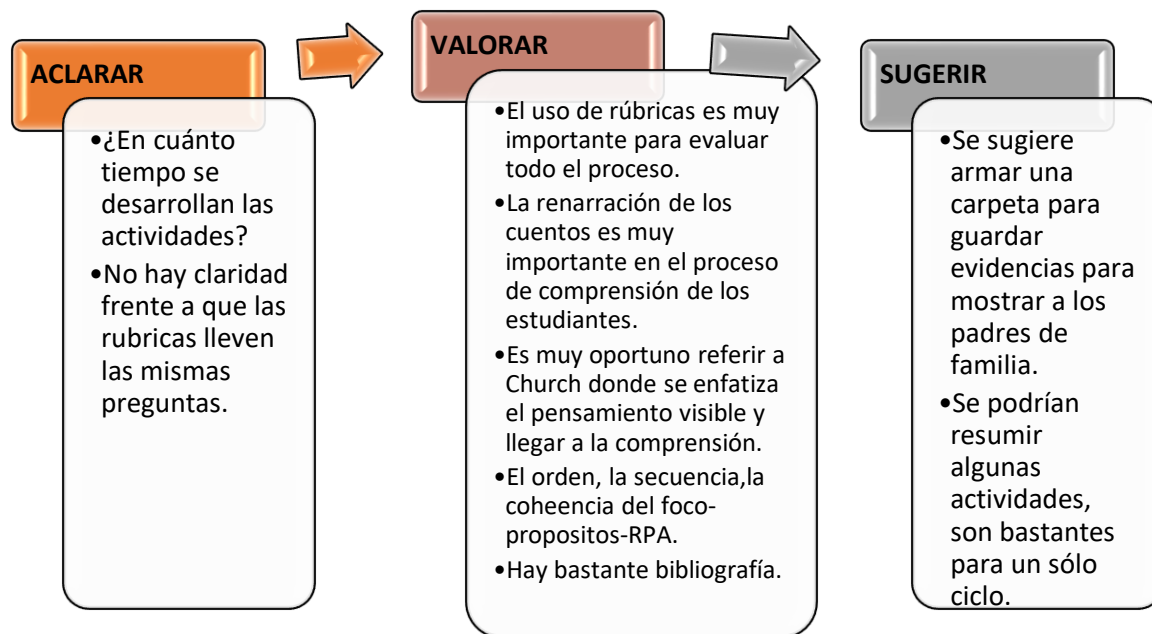 ACLARAR
•¿En cuánto
tiempo se
desarrollan las
actividades?
•No hay claridad
frente a que las
rubricas lleven
las mismas
preguntas.
VALORAR
•El uso de rúbricas es muy
importante para evaluar
todo el proceso.
•La renarración de los
cuentos es muy
importante en el proceso
de comprensión de los
estudiantes.
•Es muy oportuno referir a
Church donde se enfatiza
el pensamiento visible y
llegar a la comprensión.
•El orden, la secuencia,la
coheencia del foco-
propositos-RPA.
•Hay bastante bibliografía.
SUGERIR
•Se sugiere
armar una
carpeta para
guardar
evidencias para
mostrar a los
padres de
familia.
•Se podrían
resumir
algunas
actividades,
son bastantes
para un sólo
ciclo.